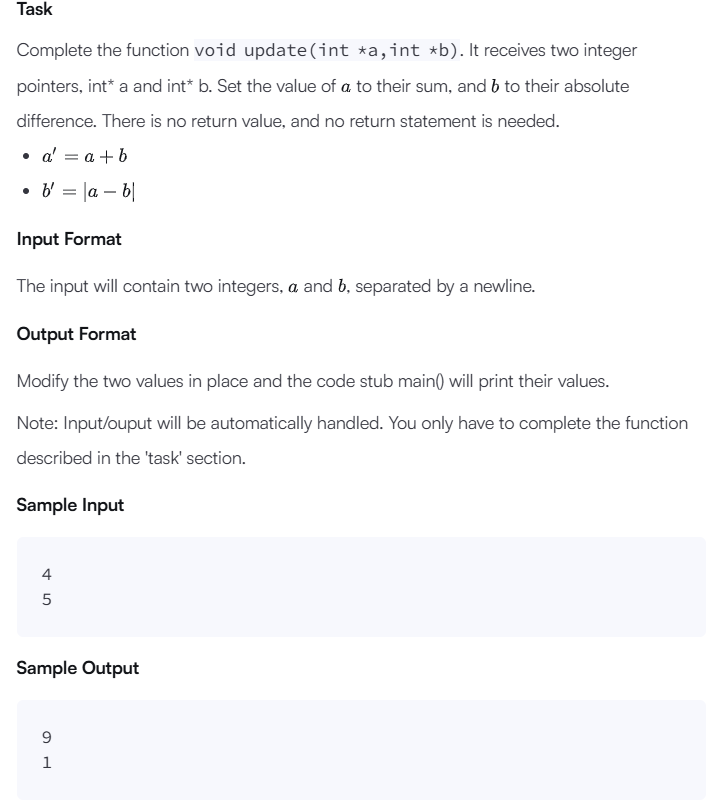 Task
Complete the function void update(int *a,int *b). It receives two integer
pointers, int* a and int* b. Set the value of a to their sum, and b to their absolute
difference. There is no return value, and no return statement is needed.
• a′ = a + b
• b′ = |a − b|
Input Format
The input will contain two integers, a and b, separated by a newline.
Output Format
Modify the two values in place and the code stub main() will print their values.
Note: Input/ouput will be automatically handled. You only have to complete the function
described in the 'task' section.
Sample Input
4
5
Sample Output
9
1